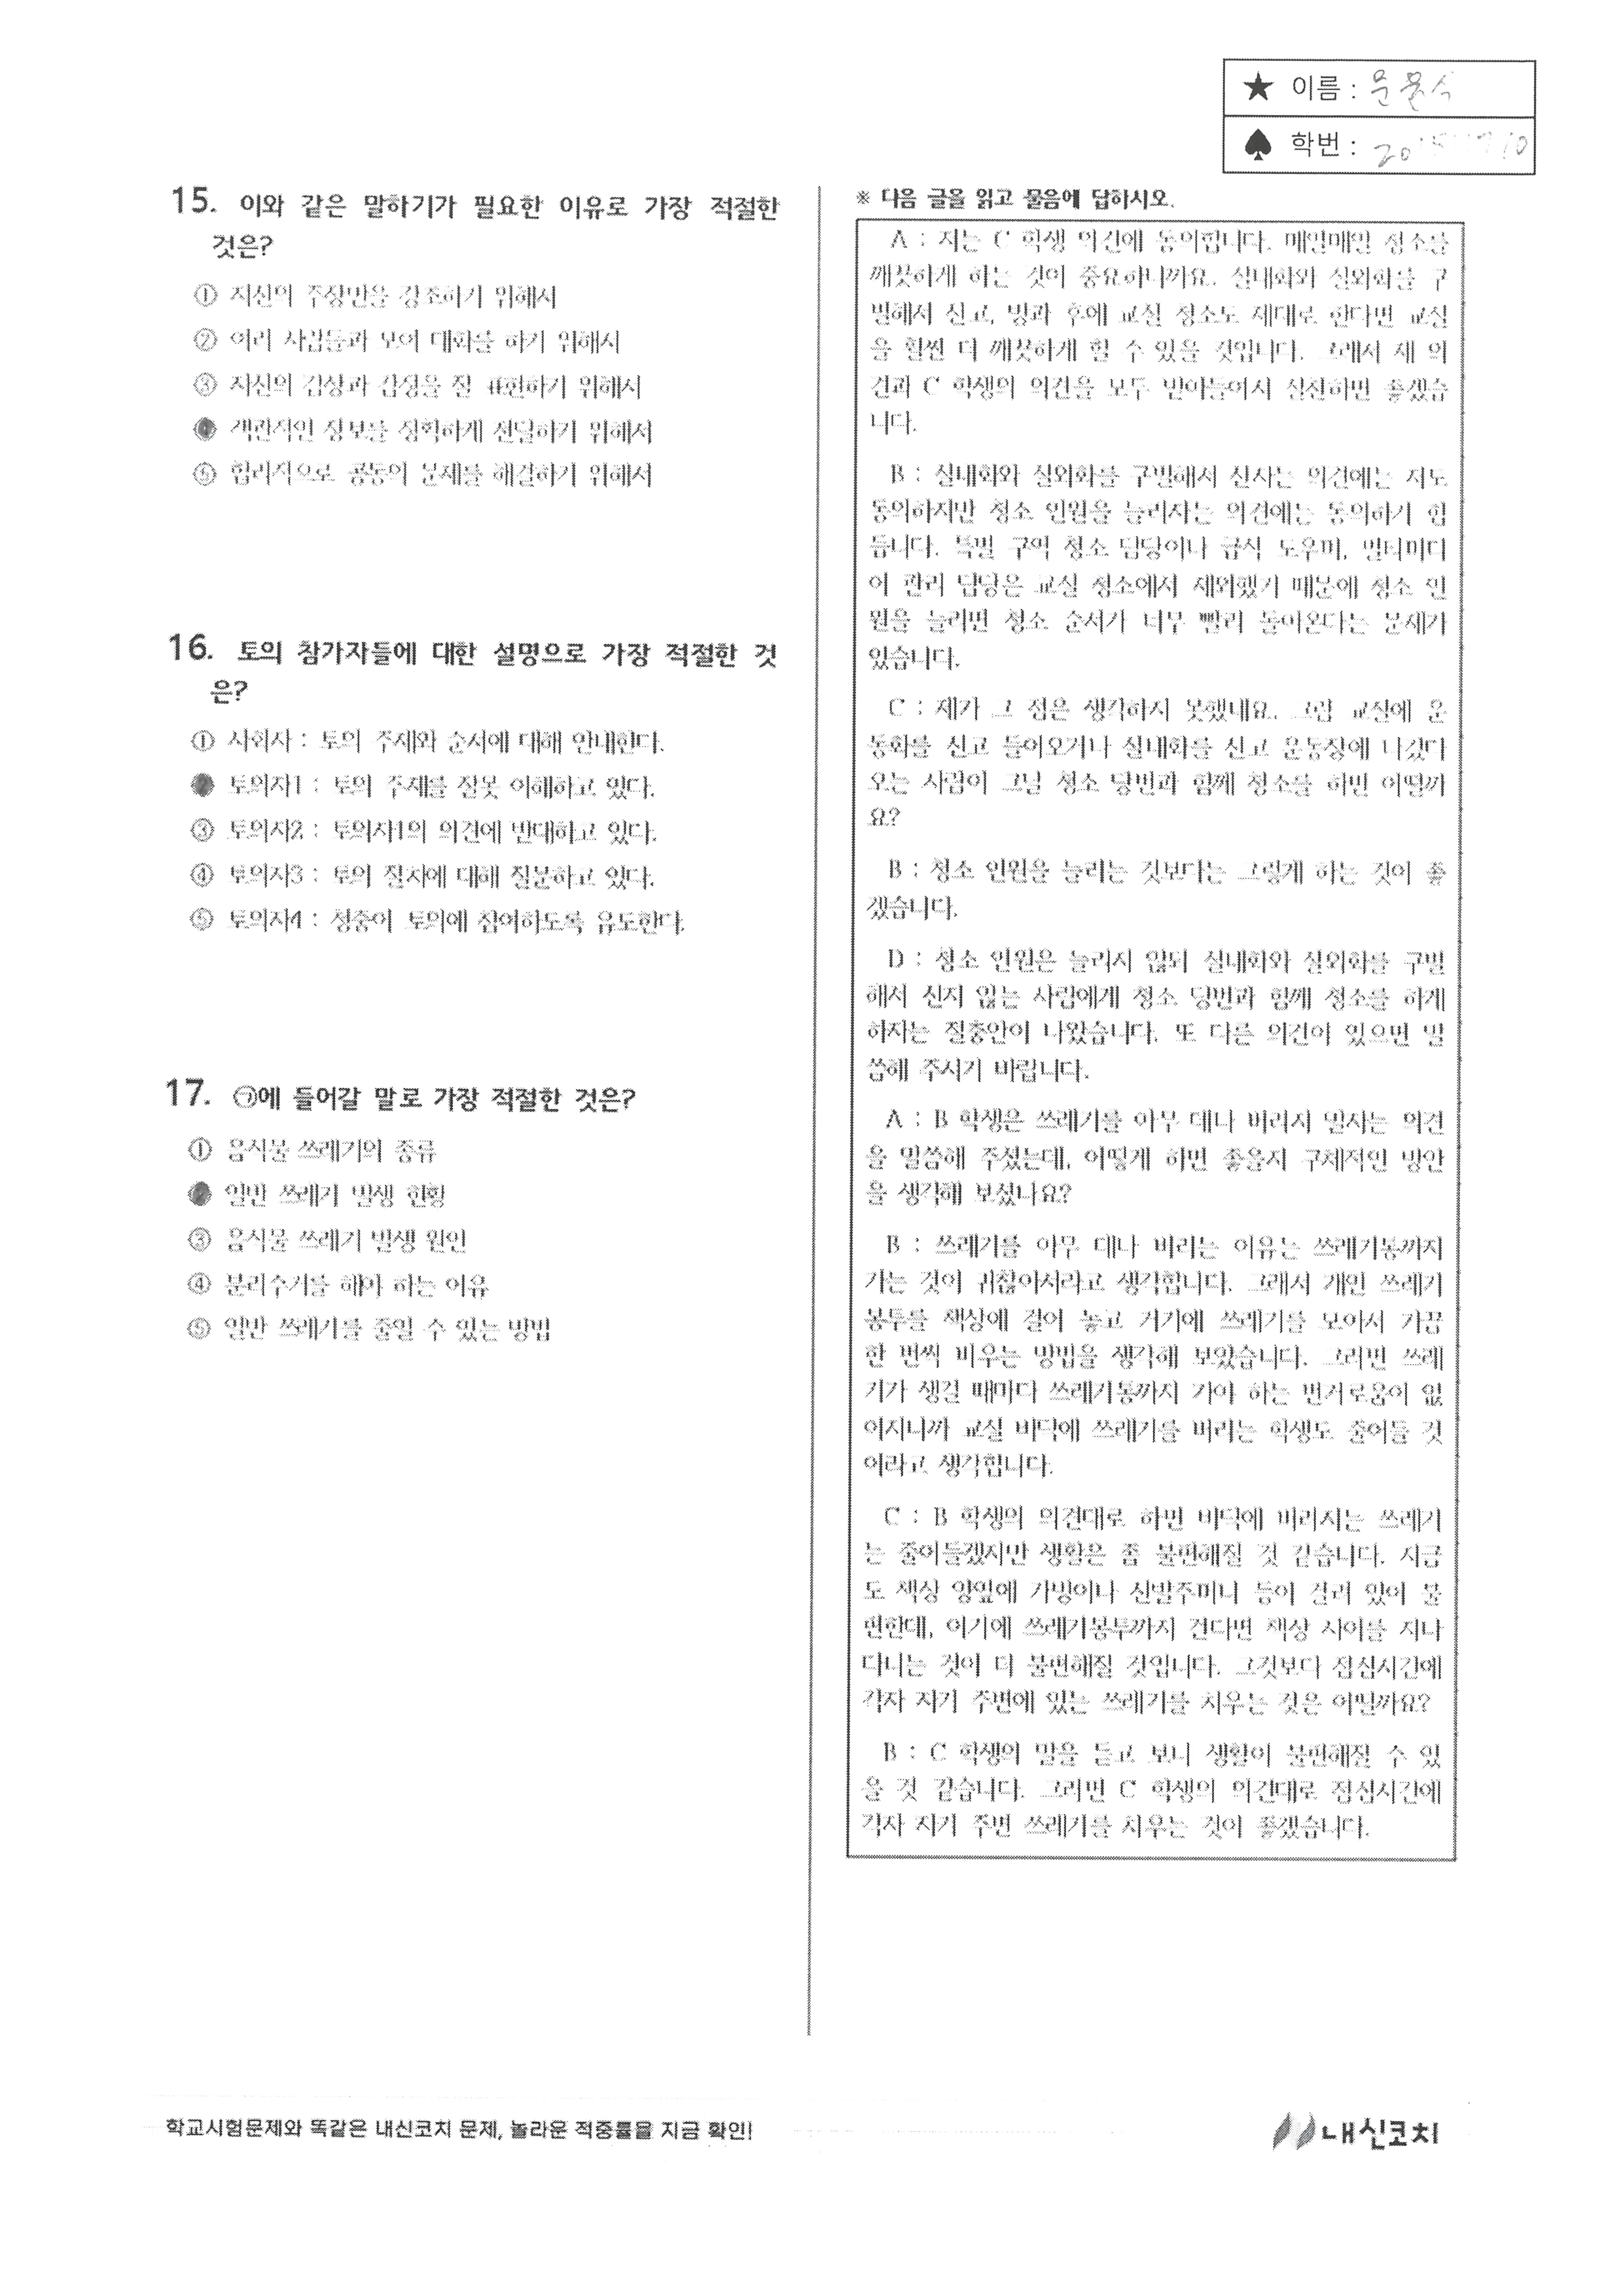 ★ 이름 : 문
♠ 학번 :
15. 이와 같은 말하기가 필요한 이유로 가장 적절한
것은?
① 자신의 주장만을 강조하기 위해서
② 여러 사람들과 모여 대화를 하기 위해서
③ 자신의 감상과 감정을 잘 표현하기 위해서
객관적인 정보를 정확하게 전달하기 위해서
⑤ 합리적으로 공동의 문제를 해결하기 위해서
16. 토의 참가자들에 대한 설명으로 가장 적절한 것
은?
① 사회자 : 토의 주제와 순서에 대해 안내한다.
토의자1 : 토의 주제를 잘못 이해하고 있다.
③ 토의자2 : 토의자1의 의견에 반대하고 있다.
④ 토의자3 : 토의 절차에 대해 질문하고 있다.
⑤ 토의자4 : 청중이 토의에 참여하도록 유도한다.
17. ㉠에 들어갈 말로 가장 적절한 것은?
① 음식물 쓰레기의 종류
일반 쓰레기 발생 현황
③ 음식물 쓰레기 발생 원인
④ 분리수거를 해야 하는 이유
⑤ 일반 쓰레기를 줄일 수 있는 방법
※ 다음 글을 읽고 물음에 답하시오.
A : 저는 C 학생 의견에 동의합니다. 매일매일 청소를
깨끗하게 하는 것이 중요하니까요. 실내화와 실외화를 구
별해서 신고, 방과 후에 교실 청소도 제대로 한다면 교실
을 훨씬 더 깨끗하게 할 수 있을 것입니다. 그래서 제 의
견과 C 학생의 의견을 모두 받아들여서 실천하면 좋겠습
니다.
B : 실내화와 실외화를 구별해서 신자는 의견에는 저도
동의하지만 청소 인원을 늘리자는 의견에는 동의하기 힘
듭니다. 특별 구역 청소 담당이나 급식 도우미, 멀티미디
어 관리 담당은 교실 청소에서 제외했기 때문에 청소 인
원을 늘리면 청소 순서가 너무 빨리 돌아온다는 문제가
있습니다.
C : 제가 그 점은 생각하지 못했네요. 그럼 교실에 운
동화를 신고 들어오거나 실내화를 신고 운동장에 나갔다
오는 사람이 그날 청소 당번과 함께 청소를 하면 어떨까
요?
B : 청소 인원을 늘리는 것보다는 그렇게 하는 것이 좋
겠습니다.
D : 청소 인원은 늘리지 않되 실내화와 실외화를 구별
해서 신지 않는 사람에게 청소 당번과 함께 청소를 하게
하자는 절충안이 나왔습니다. 또 다른 의견이 있으면 말
씀해 주시기 바랍니다.
A : B 학생은 쓰레기를 아무 데나 버리지 말자는 의견
을 말씀해 주셨는데, 어떻게 하면 좋을지 구체적인 방안
을 생각해 보셨나요?
B : 쓰레기를 아무 데나 버리는 이유는 쓰레기통까지
가는 것이 귀찮아서라고 생각합니다. 그래서 개인 쓰레기
봉투를 책상에 걸어 놓고 거기에 쓰레기를 모아서 가끔
한 번씩 비우는 방법을 생각해 보았습니다. 그러면 쓰레
기가 생길 때마다 쓰레기통까지 가야 하는 번거로움이 없
어지니까 교실 바닥에 쓰레기를 버리는 학생도 줄어들 것
이라고 생각합니다.
C : B 학생의 의견대로 하면 바닥에 버려지는 쓰레기
는 줄어들겠지만 생활은 좀 불편해질 것 같습니다. 지금
도 책상 양옆에 가방이나 신발주머니 등이 걸려 있어 불
편한데, 여기에 쓰레기봉투까지 건다면 책상 사이를 지나
다니는 것이 더 불편해질 것입니다. 그것보다 점심시간에
각자 자기 주변에 있는 쓰레기를 치우는 것은 어떨까요?
B : C 학생의 말을 듣고 보니 생활이 불편해질 수 있
을 것 같습니다. 그러면 C 학생의 의견대로 점심시간에
각자 자기 주변 쓰레기를 치우는 것이 좋겠습니다.
학교시험문제와 똑같은 내신코치 문제, 놀라운 적중률을 지금 확인!
내신코치